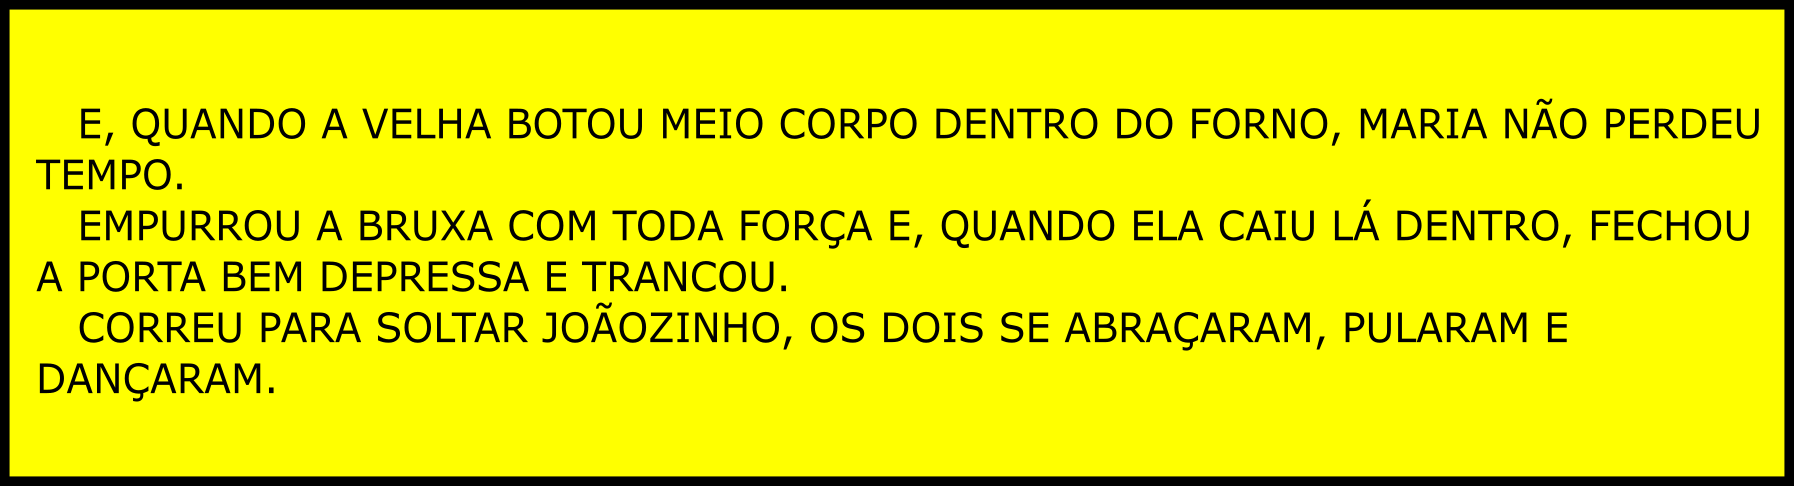 E, QUANDO A VELHA BOTOU MEIO CORPO DENTRO DO FORNO, MARIA NÃO PERDEU
TEMPO.
EMPURROU A BRUXA COM TODA FORÇA E, QUANDO ELA CAIU LÁ DENTRO, FECHOU
A PORTA BEM DEPRESSA E TRANCOU.
CORREU PARA SOLTAR JOÃOZINHO, OS DOIS SE ABRAÇARAM, PULARAM E
DANÇARAM.